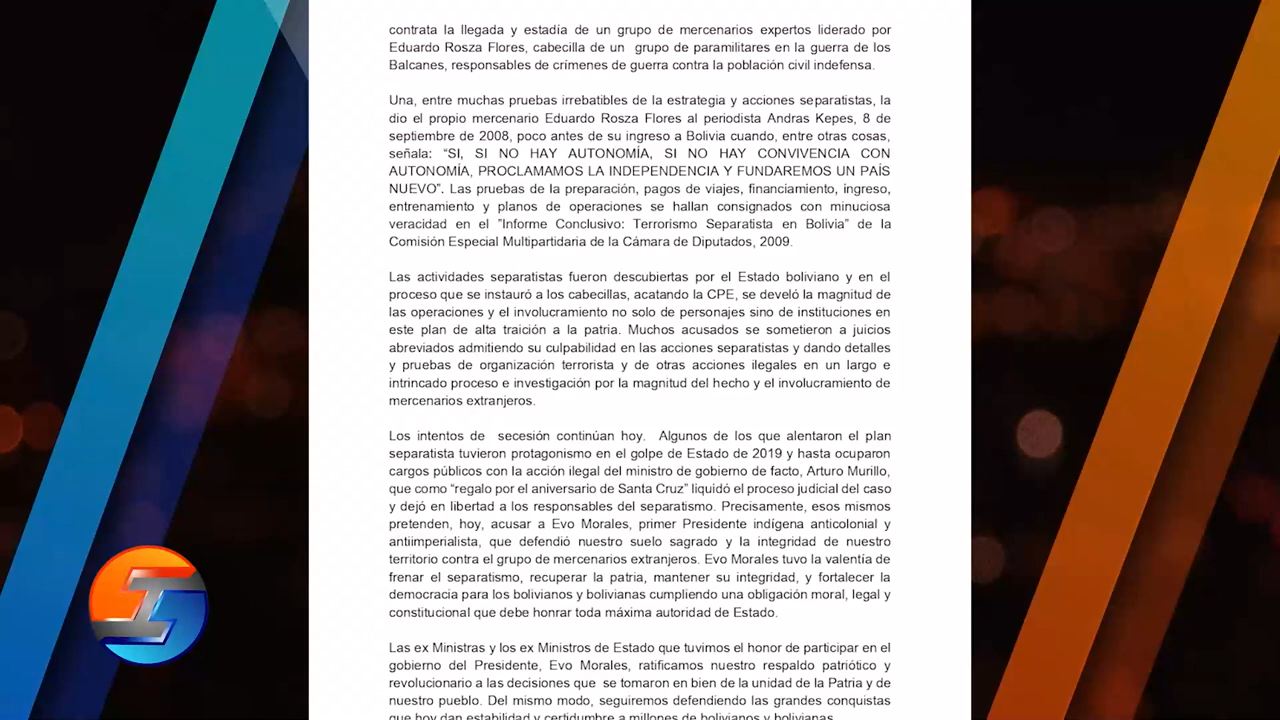 contrata la llegada y estadía de un grupo de mercenarios expertos liderado por
Eduardo Rosza Flores, cabecilla de un grupo de paramilitares en la guerra de los
Balcanes, responsables de crímenes de guerra contra la población civil indefensa.
Una, entre muchas pruebas irrebatibles de la estrategia y acciones separatistas, la
dio el propio mercenario Eduardo Rosza Flores al periodista Andras Kepes, 8 de
septiembre de 2008, poco antes de su ingreso a Bolivia cuando, entre otras cosas,
señala: “SI, SI NO HAY AUTONOMÍA, SI NO HAY CONVIVENCIA CON
AUTONOMÍA, PROCLAMAMOS LA INDEPENDENCIA Y FUNDAREMOS UN PAÍS
NUEVO”. Las pruebas de la preparación, pagos de viajes, financiamiento, ingreso,
entrenamiento y planos de operaciones se hallan consignados con minuciosa
veracidad en el ”Informe Conclusivo: Terrorismo Separatista en Bolivia” de la
Comisión Especial Multipartidaria de la Cámara de Diputados, 2009.
Las actividades separatistas fueron descubiertas por el Estado boliviano y en el
proceso que se instauró a los cabecillas, acatando la CPE, se develó la magnitud de
las operaciones y el involucramiento no solo de personajes sino de instituciones en
este plan de alta traición a la patria. Muchos acusados se sometieron a juicios
abreviados admitiendo su culpabilidad en las acciones separatistas y dando detalles
y pruebas de organización terrorista y de otras acciones ilegales en un largo e
intrincado proceso e investigación por la magnitud del hecho y el involucramiento de
mercenarios extranjeros.
Los intentos de secesión continúan hoy. Algunos de los que alentaron el plan
separatista tuvieron protagonismo en el golpe de Estado de 2019 y hasta ocuparon
cargos públicos con la acción ilegal del ministro de gobierno de facto, Arturo Murillo,
que como “regalo por el aniversario de Santa Cruz” liquidó el proceso judicial del caso
y dejó en libertad a los responsables del separatismo. Precisamente, esos mismos
pretenden, hoy, acusar a Evo Morales, primer Presidente indígena anticolonial y
antiimperialista, que defendió nuestro suelo sagrado y la integridad de nuestro
territorio contra el grupo de mercenarios extranjeros. Evo Morales tuvo la valentía de
frenar el separatismo, recuperar la patria, mantener su integridad, y fortalecer la
democracia para los bolivianos y bolivianas cumpliendo una obligación moral, legal y
constitucional que debe honrar toda máxima autoridad de Estado.
Las ex Ministras y los ex Ministros de Estado que tuvimos el honor de participar en el
gobierno del Presidente, Evo Morales, ratificamos nuestro respaldo patriótico y
revolucionario a las decisiones que se tomaron en bien de la unidad de la Patria y de
nuestro pueblo. Del mismo modo, seguiremos defendiendo las grandes conquistas
que hoy dan estabilidad y certidumbre a millones de bolivianos y bolivianas.